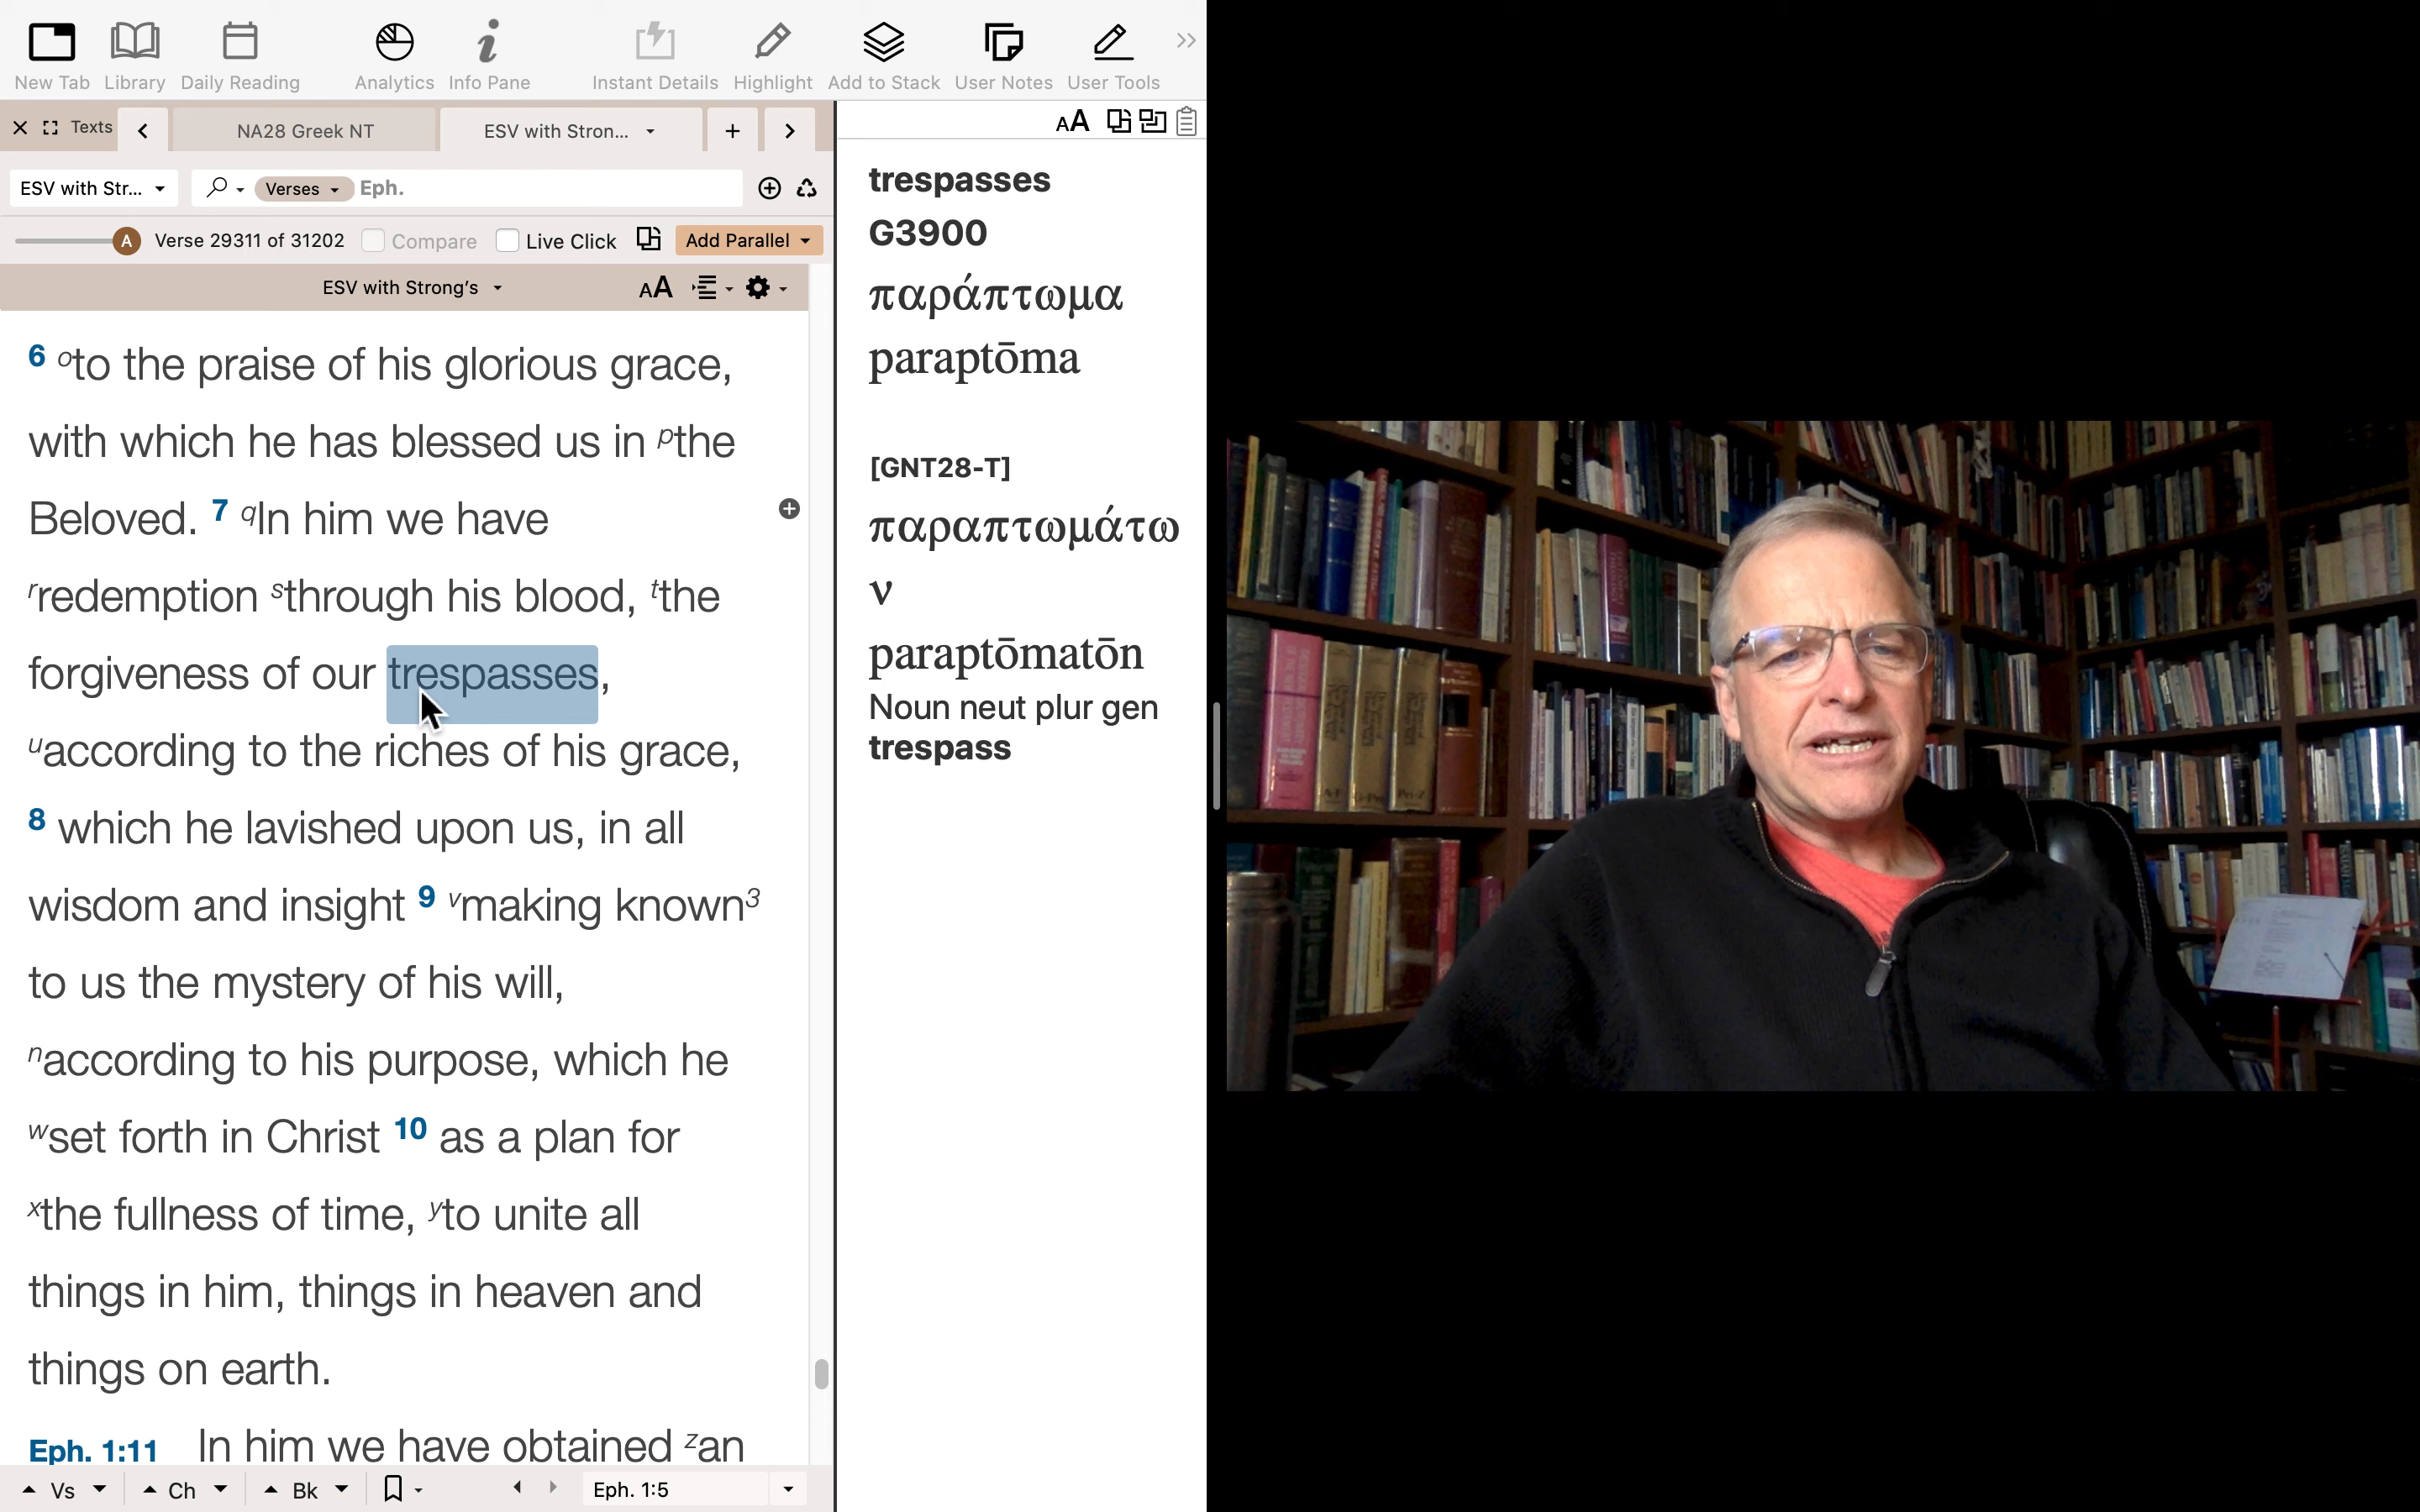 New Tab Library Daily Reading Analytics Info Pane Instant Details Highlight Add to Stack User Notes User Tools
Texts NA28 Greek NT ESV with Stron... +
ESV with Str... Verses Eph.
A Verse 29311 of 31202 Compare Live Click Add Parallel
ESV with Strong's AA
6 oto the praise of his glorious grace,
with which he has blessed us in pthe
Beloved. 7 qIn him we have
rredemption sthrough his blood, tthe
forgiveness of our trespasses,
uaccording to the riches of his grace,
8 which he lavished upon us, in all
wisdom and insight 9 vmaking known3
to us the mystery of his will,
naccording to his purpose, which he
wset forth in Christ 10 as a plan for
xthe fullness of time, yto unite all
things in him, things in heaven and
things on earth.
Eph. 1:11 In him we have obtained zan
Vs Ch Bk Eph. 1:5
AA
trespasses
G3900
παράπτωμα
paraptōma
[GNT28-T]
παραπτωμάτω
ν
paraptōmatōn
Noun neut plur gen
trespass